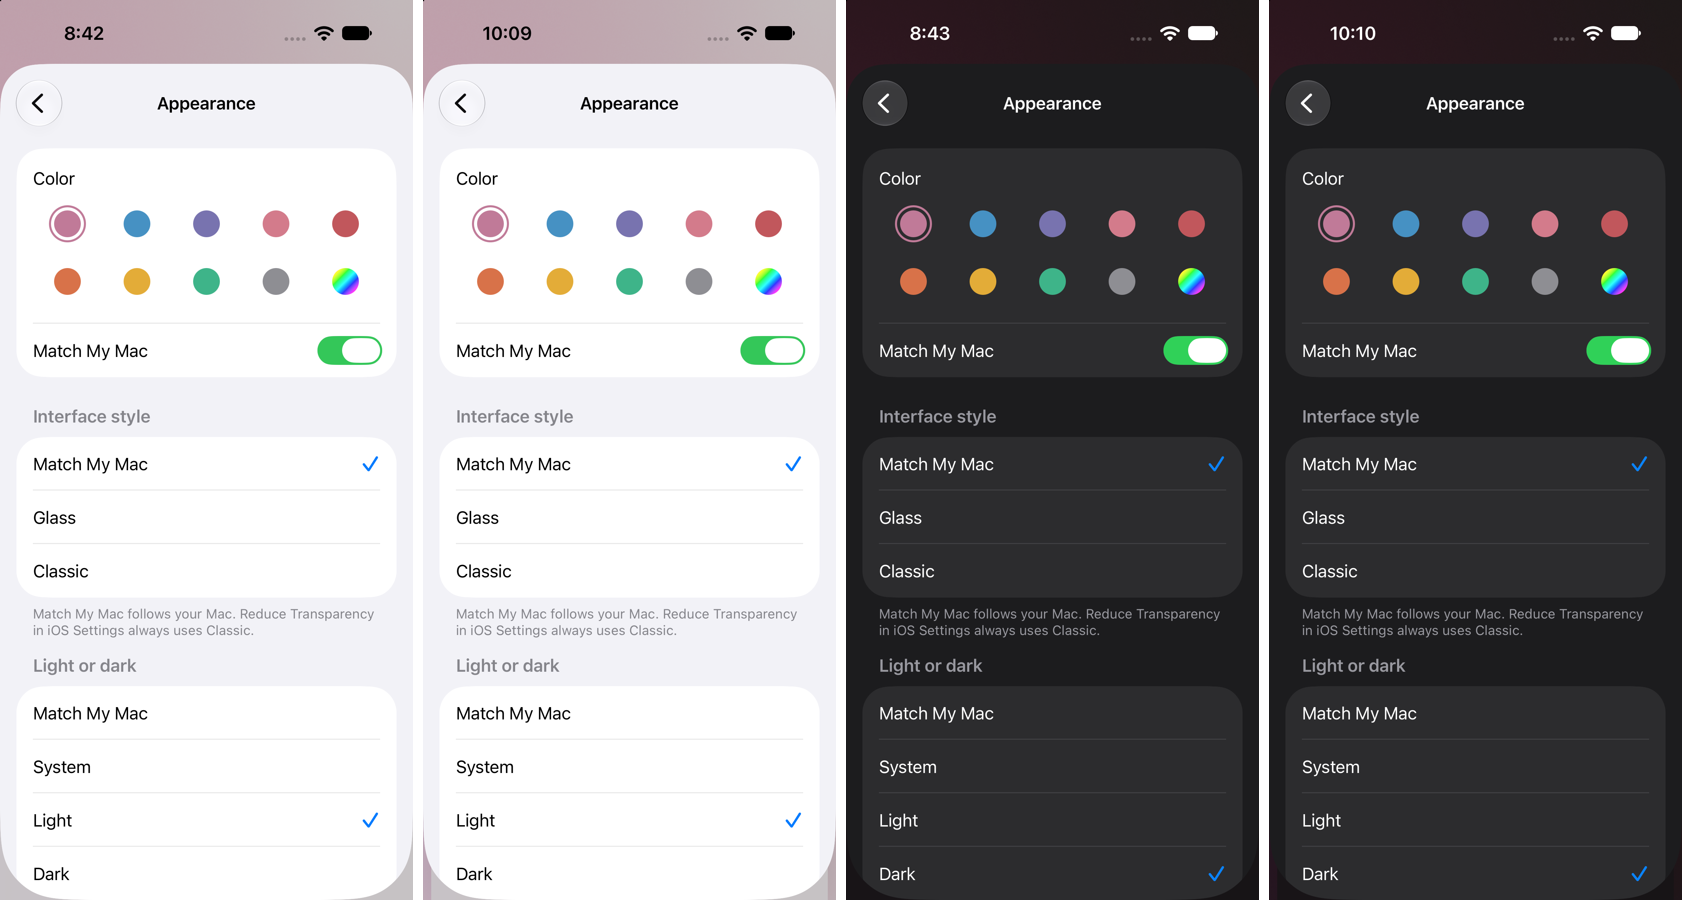 8:42
Appearance
Color
Match My Mac
Interface style
Match My Mac
Glass
Classic
Match My Mac follows your Mac. Reduce Transparency
in iOS Settings always uses Classic.
Light or dark
Match My Mac
System
Light
Dark
10:09
Appearance
Color
Match My Mac
Interface style
Match My Mac
Glass
Classic
Match My Mac follows your Mac. Reduce Transparency
in iOS Settings always uses Classic.
Light or dark
Match My Mac
System
Light
Dark
8:43
Appearance
Color
Match My Mac
Interface style
Match My Mac
Glass
Classic
Match My Mac follows your Mac. Reduce Transparency
in iOS Settings always uses Classic.
Light or dark
Match My Mac
System
Light
Dark
10:10
Appearance
Color
Match My Mac
Interface style
Match My Mac
Glass
Classic
Match My Mac follows your Mac. Reduce Transparency
in iOS Settings always uses Classic.
Light or dark
Match My Mac
System
Light
Dark